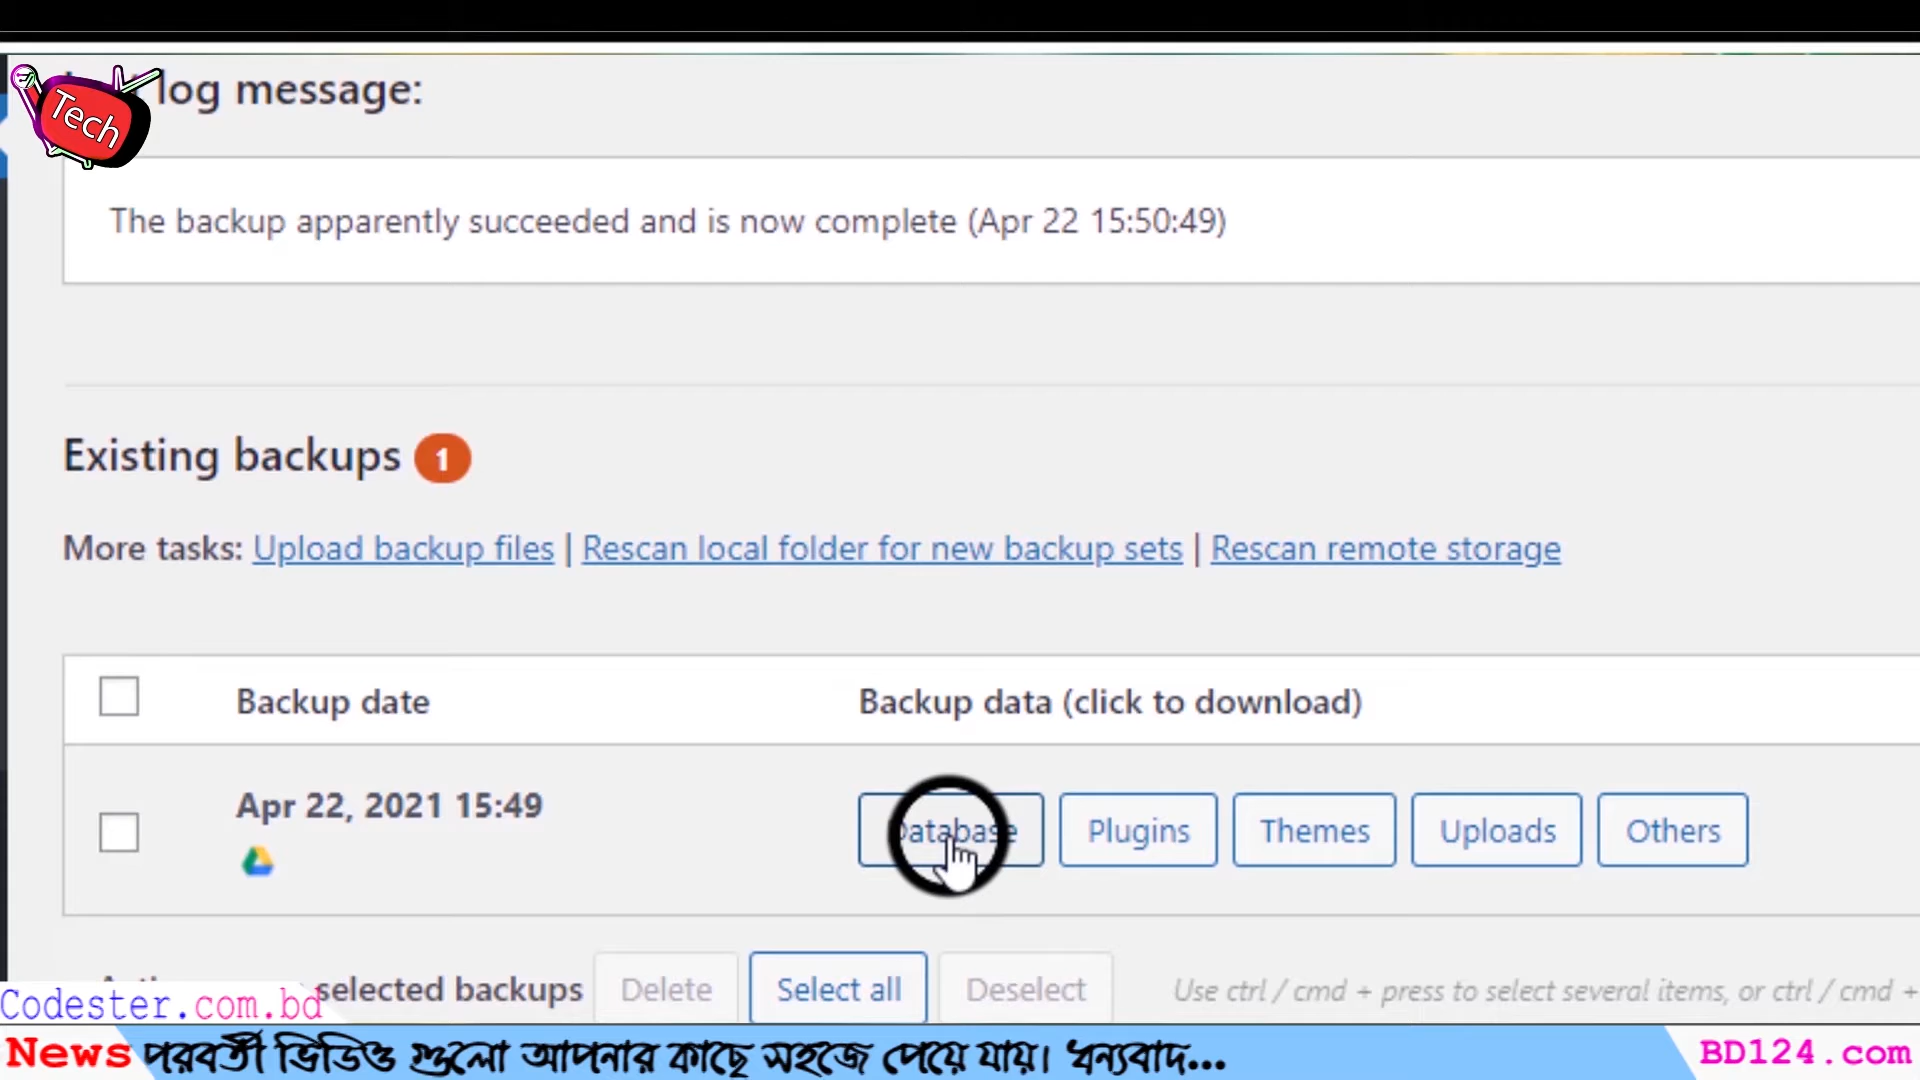 log message:
Tech
The backup apparently succeeded and is now complete (Apr 22 15:50:49)
Existing backups 1
More tasks: Upload backup files | Rescan local folder for new backup sets | Rescan remote storage
Backup date Backup data (click to download)
Apr 22, 2021 15:49
Database Plugins Themes Uploads Others
selected backups Delete Select all Deselect Use ctrl / cmd + press to select several items, or ctrl / cmd +
Codester.com.bd
News পরবর্তী ভিডিও গুলো আপনার কাছে সহজে পেয়ে যায়। ধন্যবাদ... BD124.com